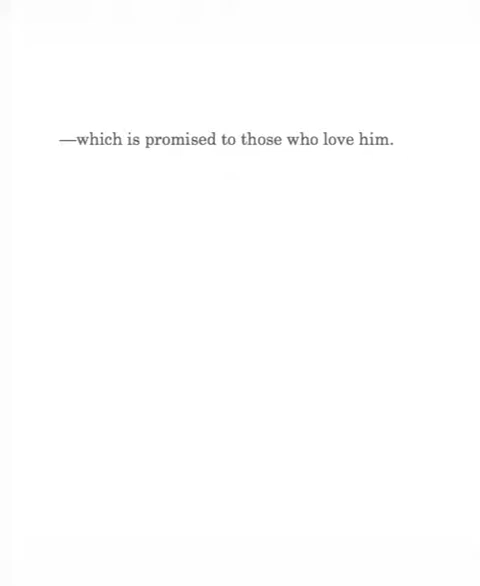 —which is promised to those who love him.